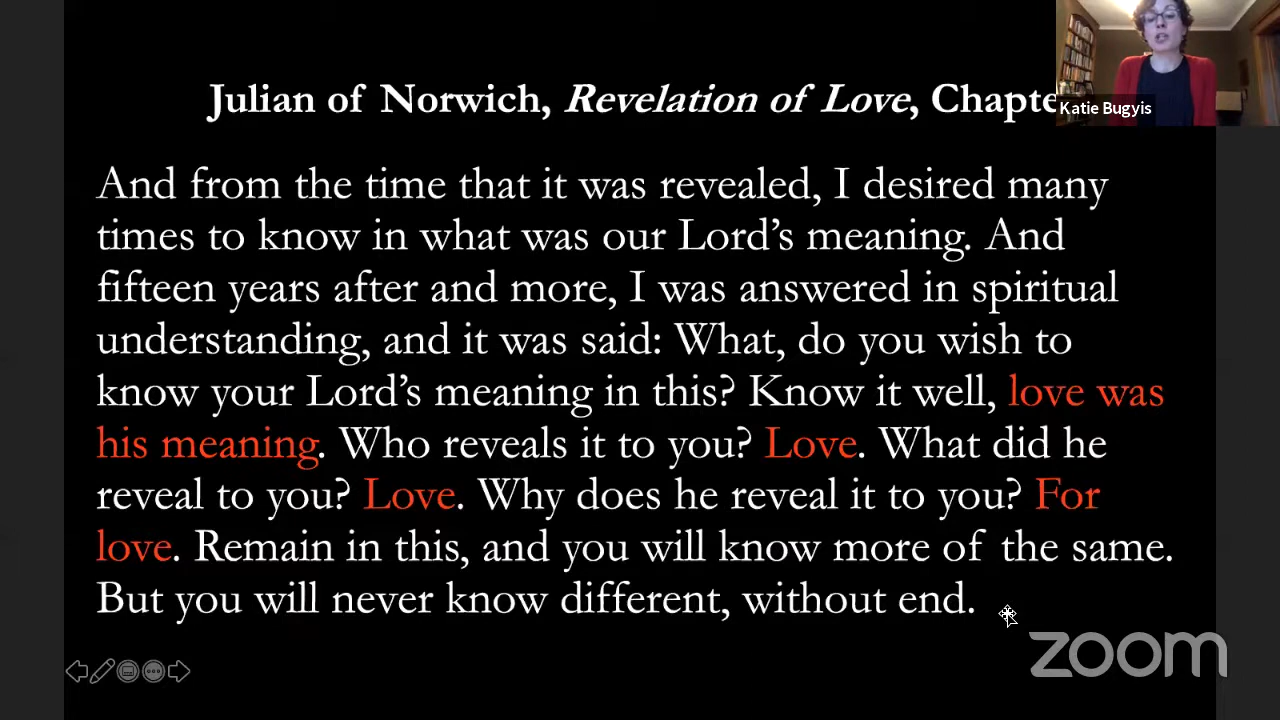 Julian of Norwich, Revelation of Love, Chapte
Katie Bugyis
And from the time that it was revealed, I desired many
times to know in what was our Lord's meaning. And
fifteen years after and more, I was answered in spiritual
understanding, and it was said: What, do you wish to
know your Lord's meaning in this? Know it well, love was
his meaning. Who reveals it to you? Love. What did he
reveal to you? Love. Why does he reveal it to you? For
love. Remain in this, and you will know more of the same.
But you will never know different, without end.
zoom